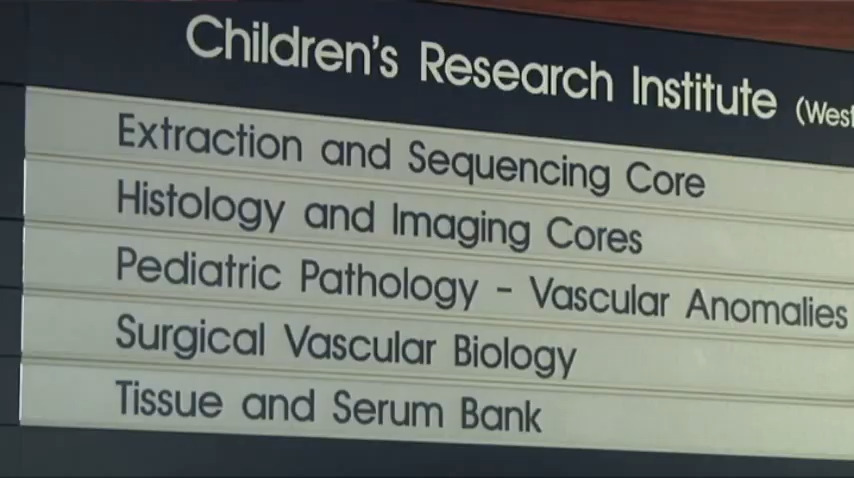 Children's Research Institute (West
Extraction and Sequencing Core
Histology and Imaging Cores
Pediatric Pathology - Vascular Anomalies
Surgical Vascular Biology
Tissue and Serum Bank